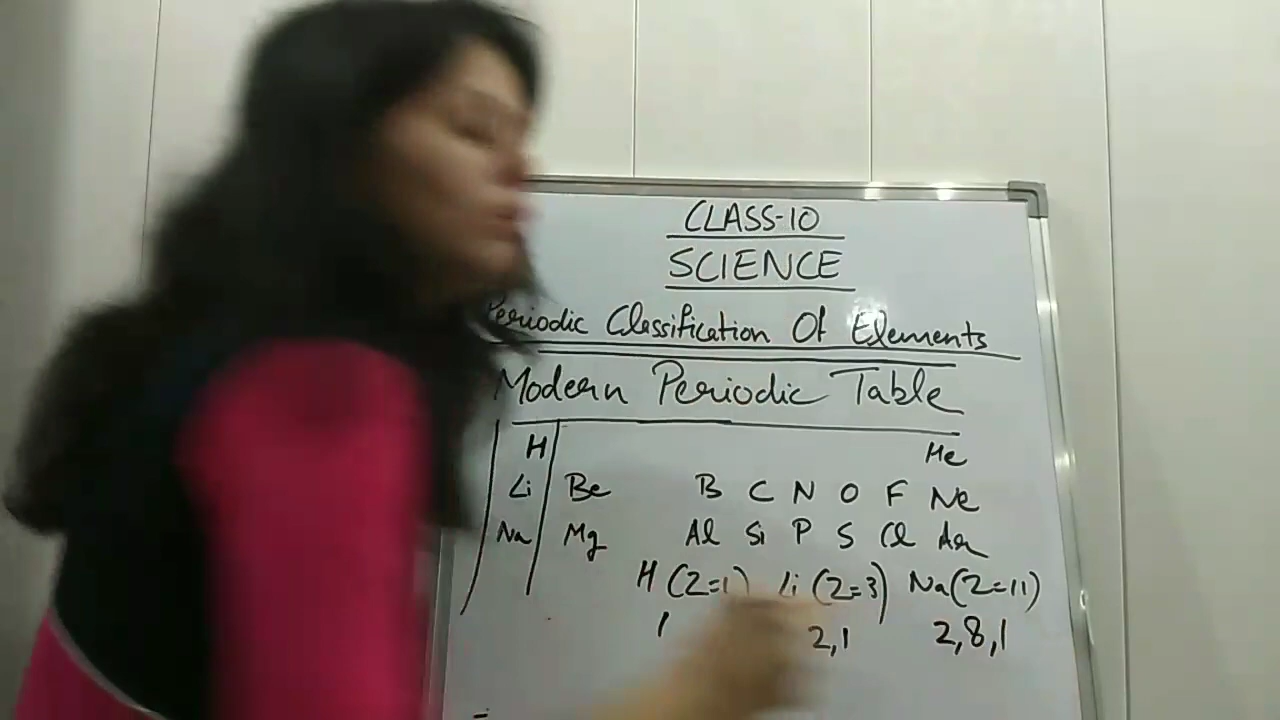 CLASS-10
SCIENCE
Periodic Classification Of Elements
Modern Periodic Table
H He
Li Be B C N O F Ne
Na Mg Al Si P S Cl Ar
H (Z=1) Li (Z=3) Na (Z=11)
1 2,1 2,8,1